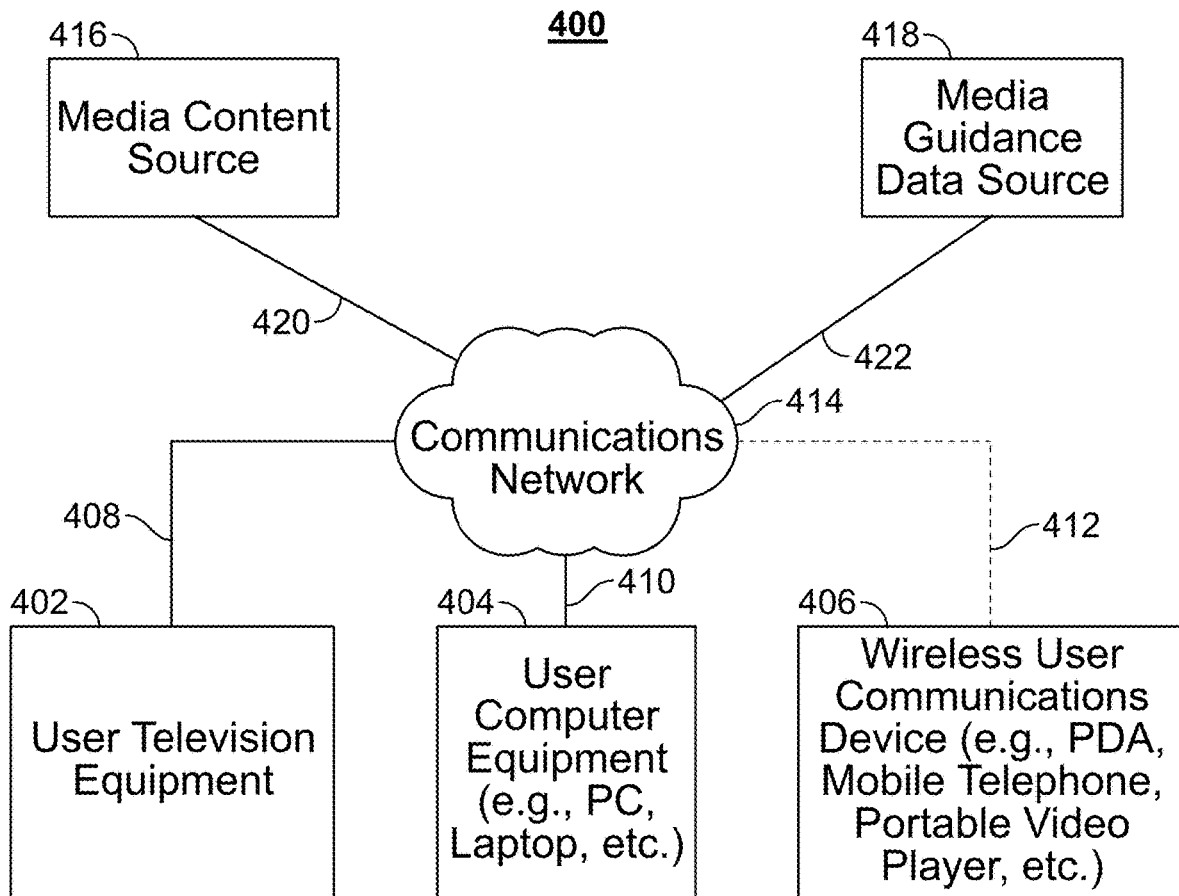 400
416
Media Content
Source
418
Media
Guidance
Data Source
420
422
414
Communications
Network
408
410
412
402
User Television
Equipment
404
User
Computer
Equipment
(e.g., PC,
Laptop, etc.)
406
Wireless User
Communications
Device (e.g., PDA,
Mobile Telephone,
Portable Video
Player, etc.)